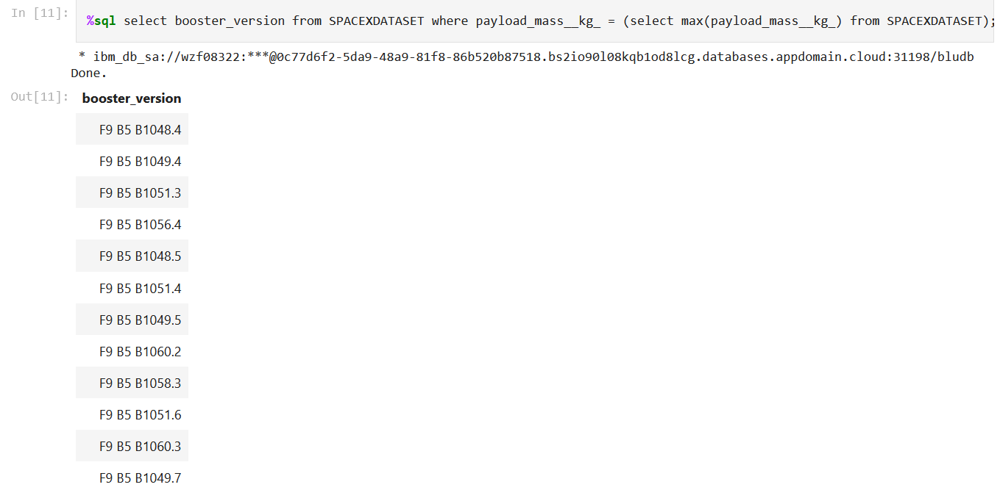 In [11]: %sql select booster_version from SPACEXDATASET where payload_mass__kg_ = (select max(payload_mass__kg_) from SPACEXDATASET);
* ibm_db_sa://wzf08322:***@0c77d6f2-5da9-48a9-81f8-86b520b87518.bs2io90l08kqb1od8lcg.databases.appdomain.cloud:31198/bludb
Done.
Out[11]: booster_version
F9 B5 B1048.4
F9 B5 B1049.4
F9 B5 B1051.3
F9 B5 B1056.4
F9 B5 B1048.5
F9 B5 B1051.4
F9 B5 B1049.5
F9 B5 B1060.2
F9 B5 B1058.3
F9 B5 B1051.6
F9 B5 B1060.3
F9 B5 B1049.7